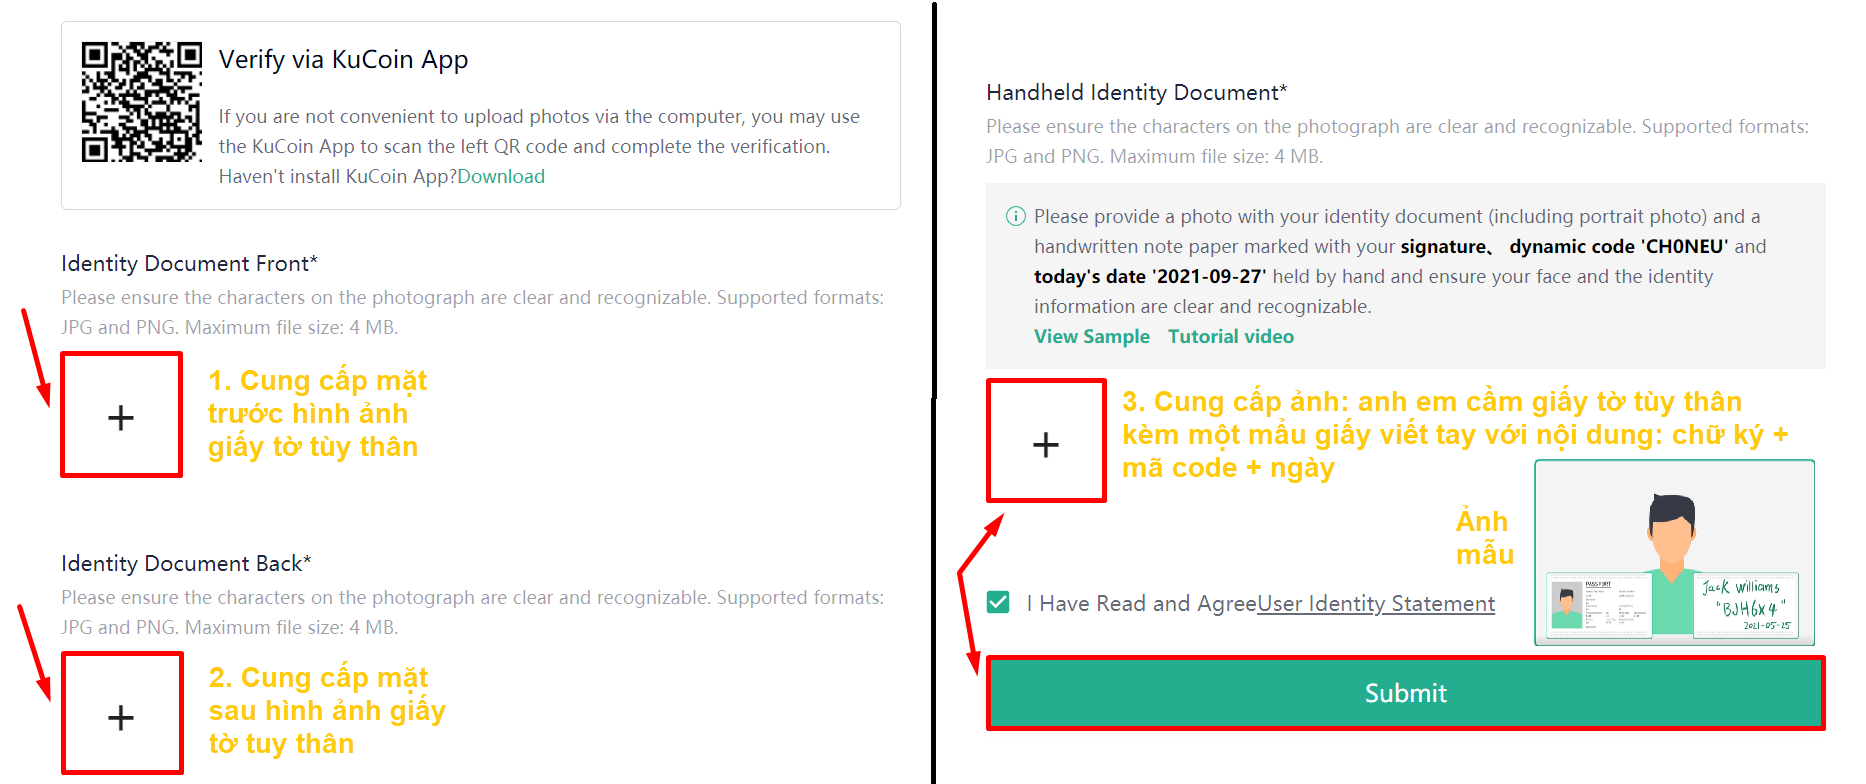 Verify via KuCoin App
If you are not convenient to upload photos via the computer, you may use
the KuCoin App to scan the left QR code and complete the verification.
Haven't install KuCoin App?Download
Identity Document Front*
Please ensure the characters on the photograph are clear and recognizable. Supported formats:
JPG and PNG. Maximum file size: 4 MB.
1. Cung cấp mặt
trước hình ảnh
giấy tờ tùy thân
Identity Document Back*
Please ensure the characters on the photograph are clear and recognizable. Supported formats:
JPG and PNG. Maximum file size: 4 MB.
2. Cung cấp mặt
sau hình ảnh giấy
tờ tuy thân
Handheld Identity Document*
Please ensure the characters on the photograph are clear and recognizable. Supported formats:
JPG and PNG. Maximum file size: 4 MB.
Please provide a photo with your identity document (including portrait photo) and a
handwritten note paper marked with your signature、 dynamic code 'CH0NEU' and
today's date '2021-09-27' held by hand and ensure your face and the identity
information are clear and recognizable.
View Sample Tutorial video
3. Cung cấp ảnh: anh em cầm giấy tờ tùy thân
kèm một mẩu giấy viết tay với nội dung: chữ ký +
mã code + ngày
Ảnh
mẫu
PASSPORT
Jack Williams
"BJH6X4"
2021-05-25
I Have Read and AgreeUser Identity Statement
Submit